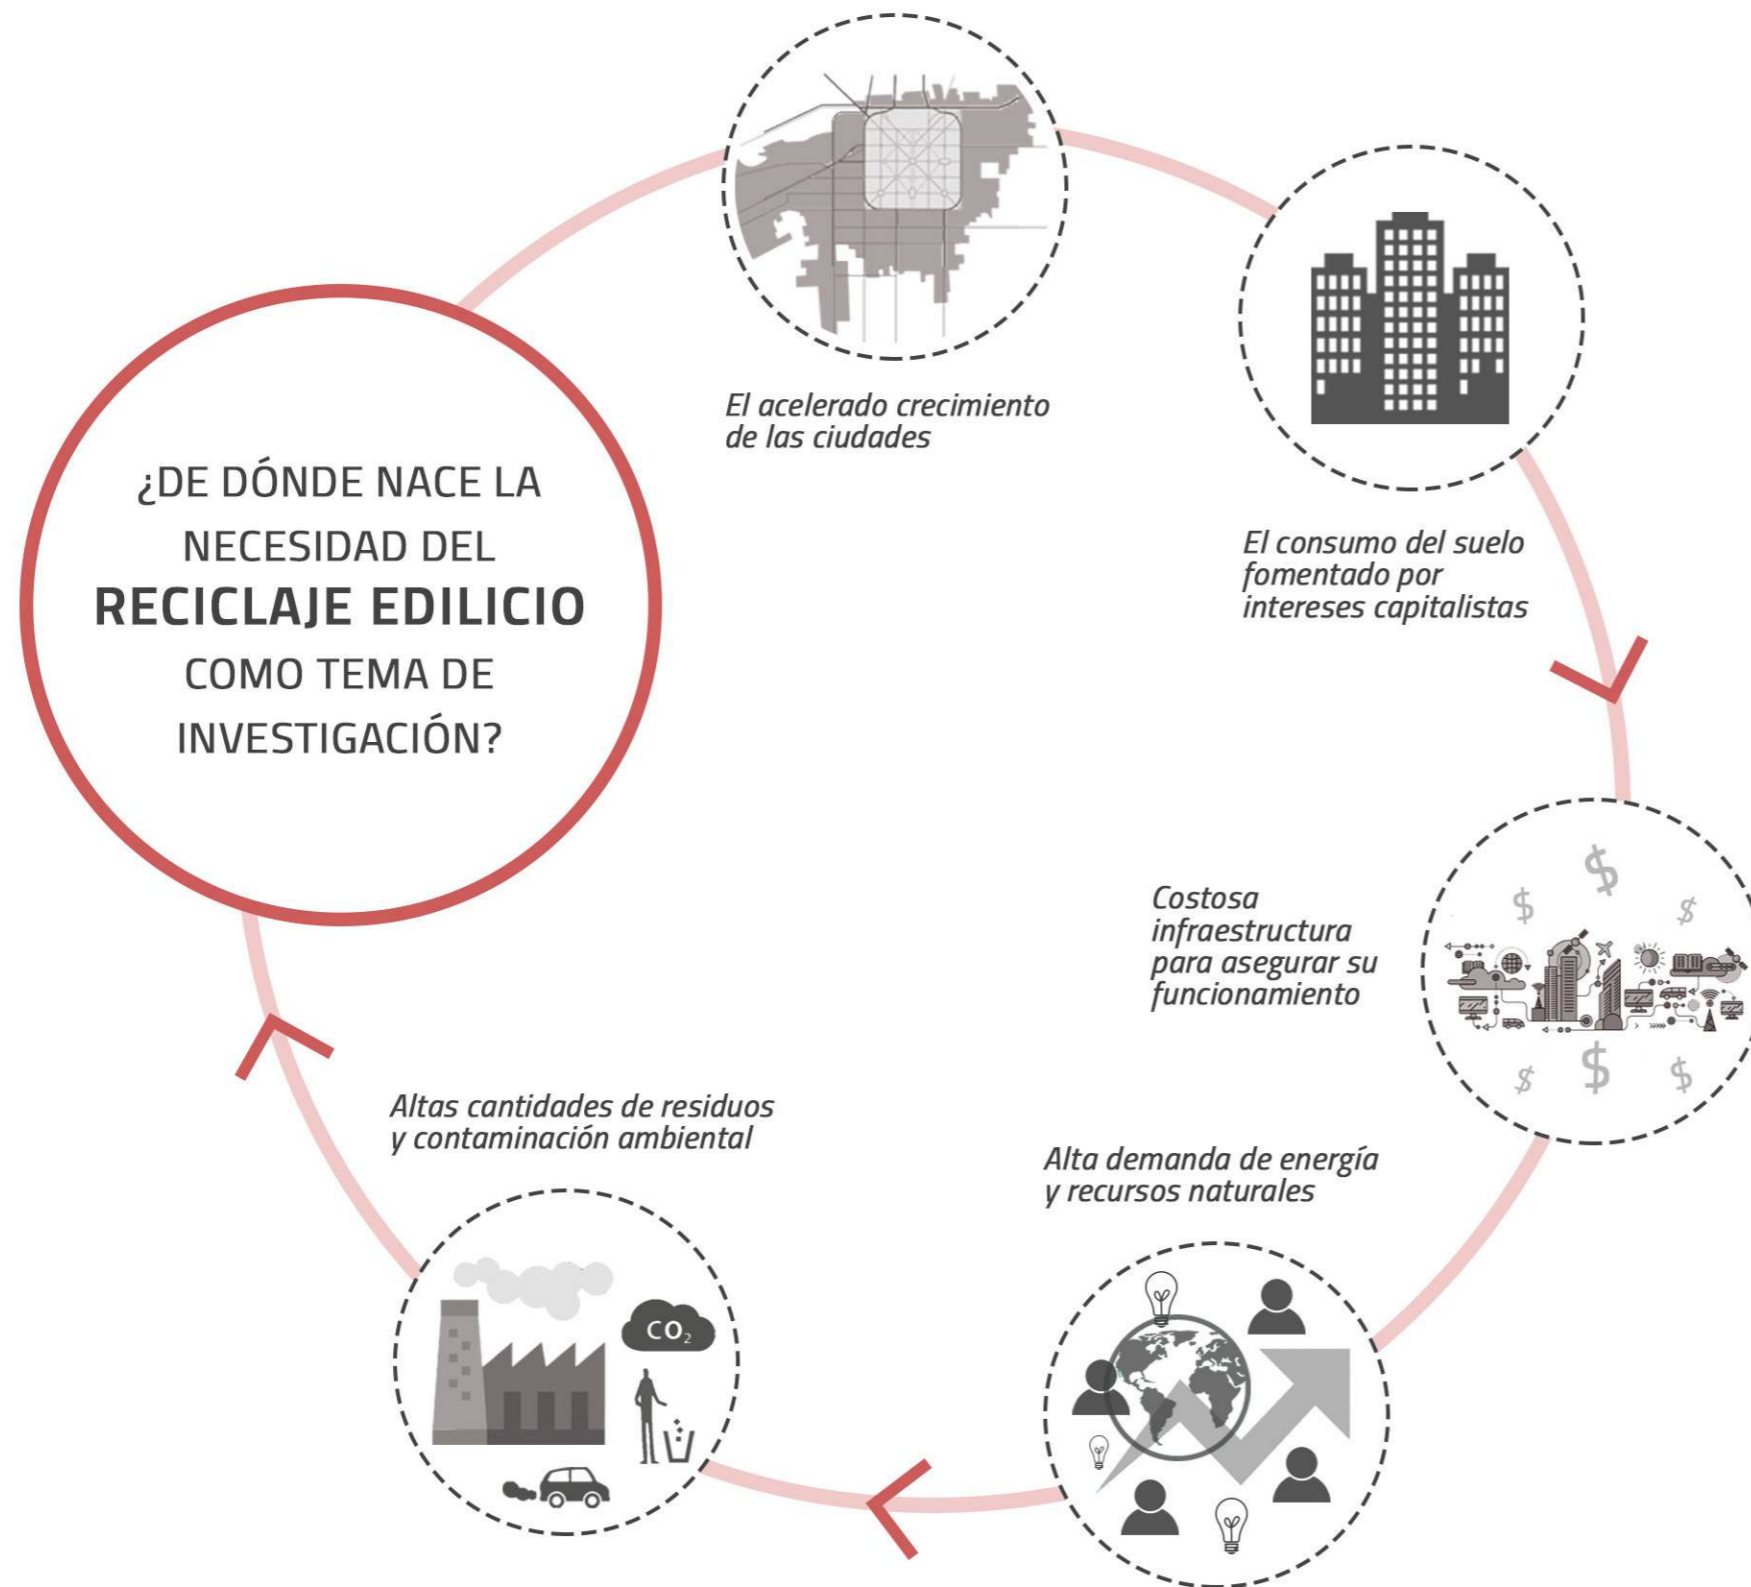 ¿DE DÓNDE NACE LA
NECESIDAD DEL
RECICLAJE EDILICIO
COMO TEMA DE
INVESTIGACIÓN?
El acelerado crecimiento
de las ciudades
El consumo del suelo
fomentado por
intereses capitalistas
$
$
$
Costosa
infraestructura
para asegurar su
funcionamiento
$
$
$
Alta demanda de energía
y recursos naturales
Altas cantidades de residuos
y contaminación ambiental
CO₂